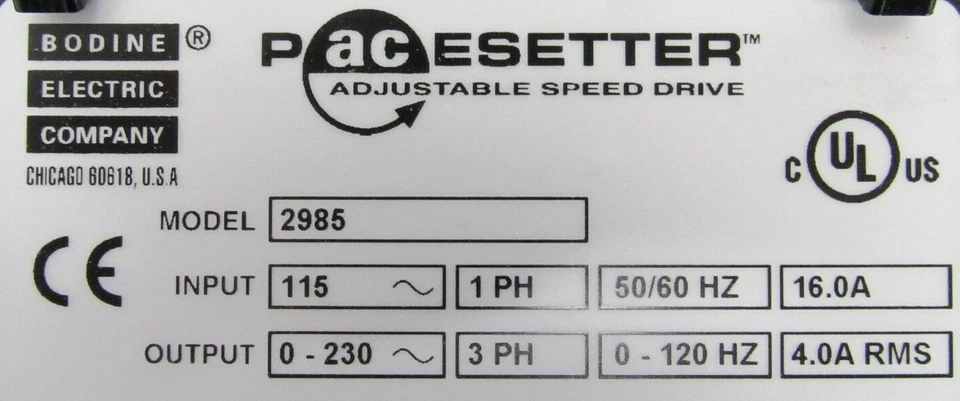 BODINE ®
ELECTRIC
COMPANY
CHICAGO 60618, U.S.A
PacESETTER™
ADJUSTABLE SPEED DRIVE
C UL US
CE
MODEL 2985
INPUT 115 ~ 1 PH 50/60 HZ 16.0A
OUTPUT 0 - 230 ~ 3 PH 0 - 120 HZ 4.0A RMS